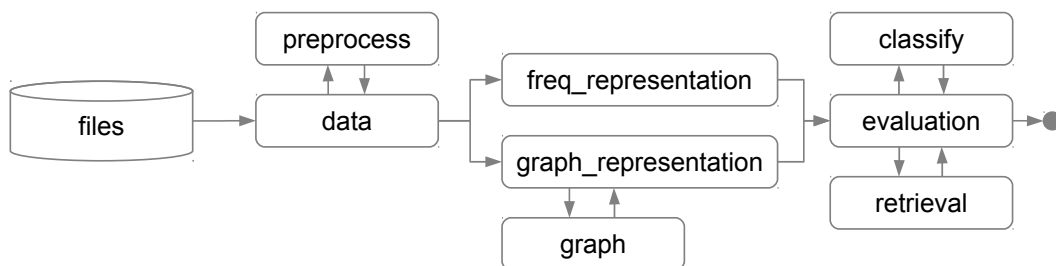 preprocess
classify
freq_representation
files
data
evaluation
graph_representation
retrieval
graph